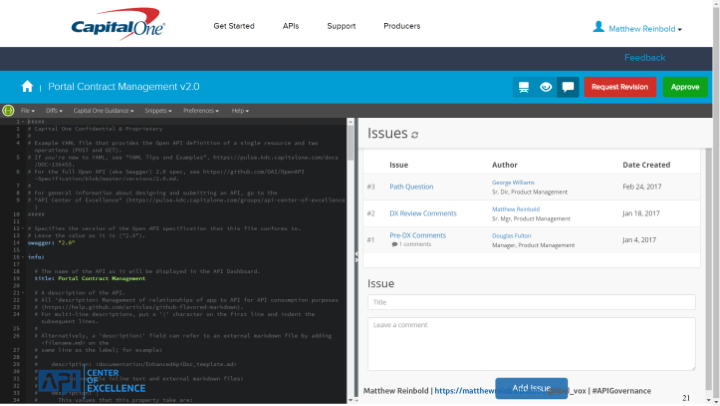 CapitalOne
Get Started
APIs
Support
Producers
Matthew Reinbold
Feedback
Portal Contract Management v2.0
Request Revision
Approve
File
Diffs
Capital One Guidance
Snippets
Preferences
Help
1 - #####
2 # Capital One Confidential & Proprietary
3 #
4 # Example YAML file that provides the Open API definition of a single resource and two
operations (POST and GET).
5 # If you're new to YAML, see "YAML Tips and Examples", https://pulse.kdc.capitalone.com/docs
/DOC-136455.
6 # For the full Open API (aka Swagger) 2.0 spec, see https://github.com/OAI/OpenAPI
-Specification/blob/master/versions/2.0.md.
7 #
8 # For general information about designing and submitting an API, go to the
9 # "API Center of Excellence" (https://pulse.kdc.capitalone.com/groups/api-center-of-excellence
)
10 #####
11
12 - # Specifies the version of the Open API specification that this file conforms to.
13 # Leave the value as it is ("2.0").
14 swagger: "2.0"
15
16 - info:
17
18 # The name of the API as it will be displayed in the API Dashboard.
19 title: Portal Contract Management
20
21 - # A description of the API.
22 # All 'description: Management of relationships of app to API for API consumption purposes
23 # (https://help.github.com/articles/github-flavored-markdown).
24 # For multi-line descriptions, put a '|' character on the first line and indent the
subsequent lines.
25 #
26 # Alternatively, a 'description:' field can refer to an external markdown file by adding
<filename.md> on the
27 # same line as the label; for example:
28 #
29 # description: <documentation/EnhancedApiDoc_template.md>
30
inline text and external markdown files:
32
33
34 # This values that this property take are:
API CENTER
OF
EXCELLENCE
Issues
Issue
Author
Date Created
#3
Path Question
George Williams
Sr. Dir, Product Management
Feb 24, 2017
#2
DX Review Comments
Matthew Reinbold
Sr. Mgr, Product Management
Jan 18, 2017
#1
Pre-DX Comments
1 comments
Douglas Fulton
Manager, Product Management
Jan 4, 2017
Issue
Title
Leave a comment
Add Issue
Matthew Reinbold | https://matthewr
_vox | #APIGovernance
21